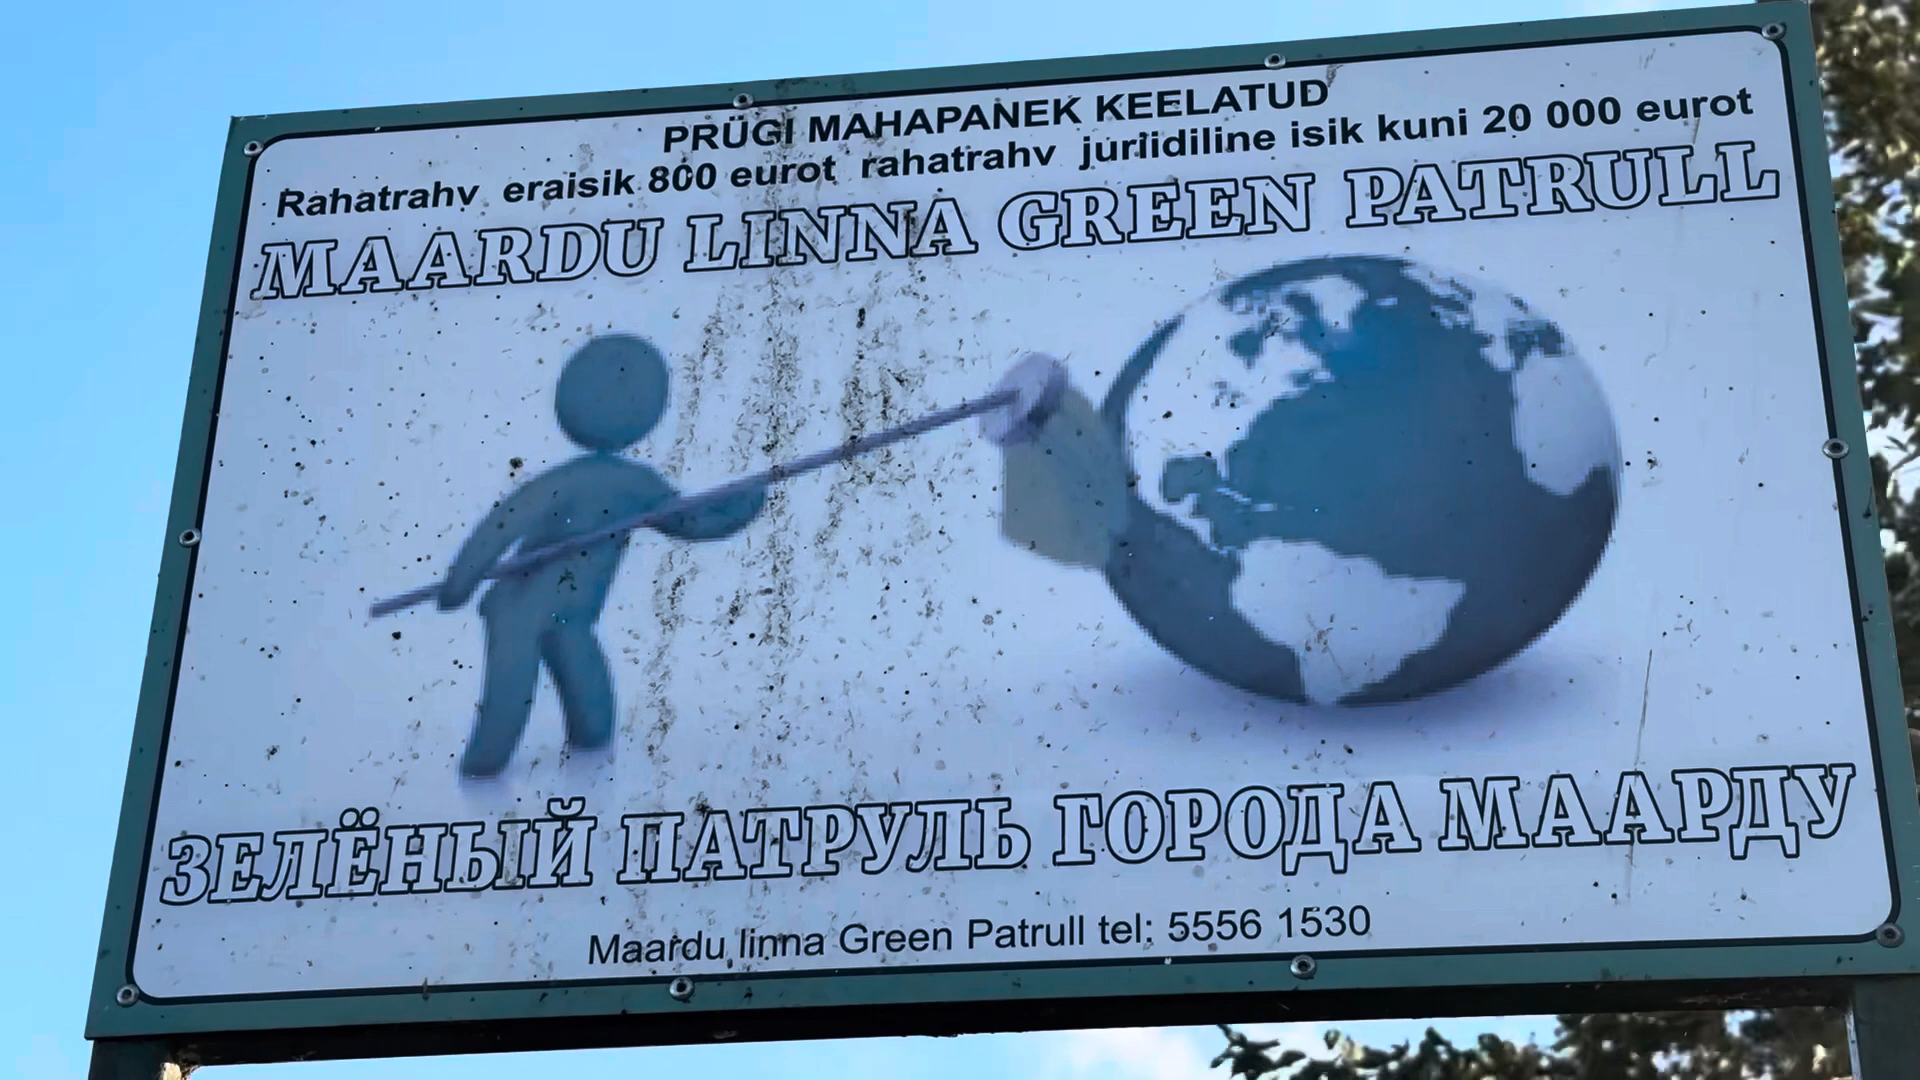 PRÜGI MAHAPANEK KEELATUD
Rahatrahv eraisik 800 eurot rahatrahv juriidiline isik kuni 20 000 eurot
MAARDU LINNA GREEN PATRULL
ЗЕЛЁНЫЙ ПАТРУЛЬ ГОРОДА МААРДУ
Maardu linna Green Patrull tel: 5556 1530